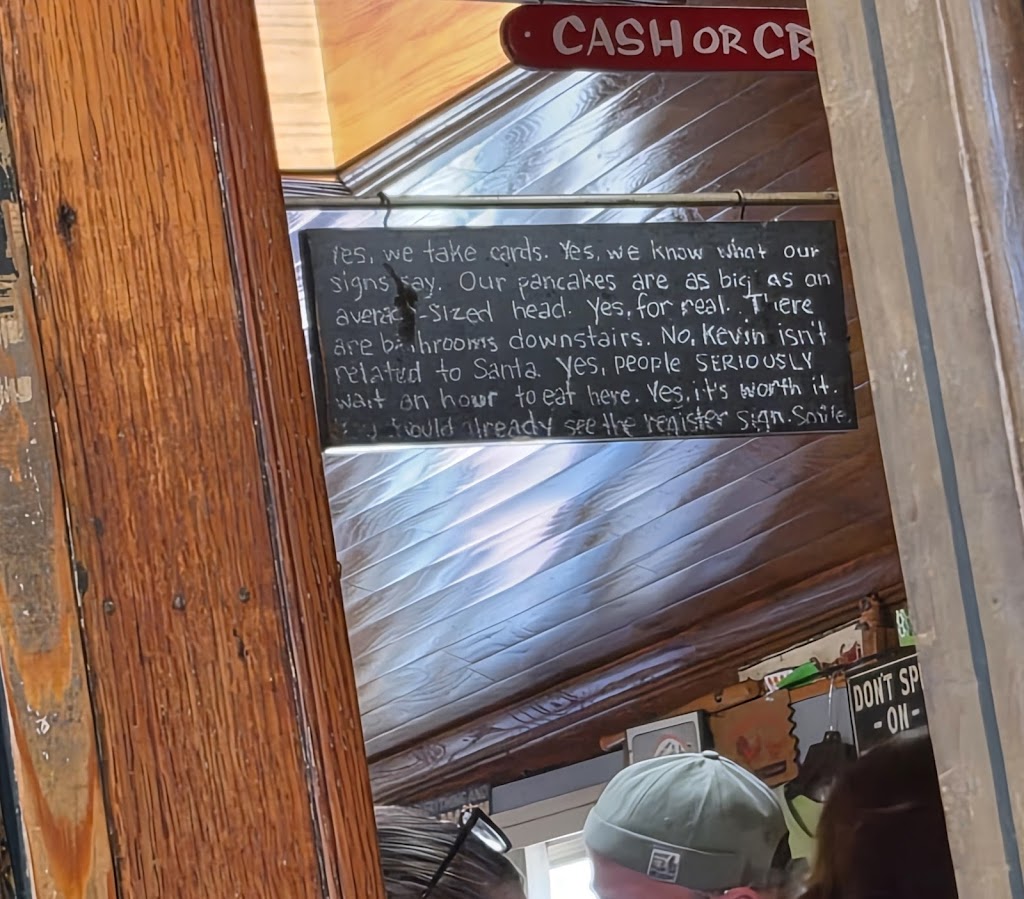 CASH OR CR
Yes, we take cards. Yes, we know what our
signs say. Our pancakes are as big as an
average-sized head. Yes, for real. There
are bathrooms downstairs. No, Kevin isn't
related to Santa. Yes, people SERIOUSLY
wait an hour to eat here. Yes, it's worth it.
already see the register sign. Smile.
DON'T SP
- ON -